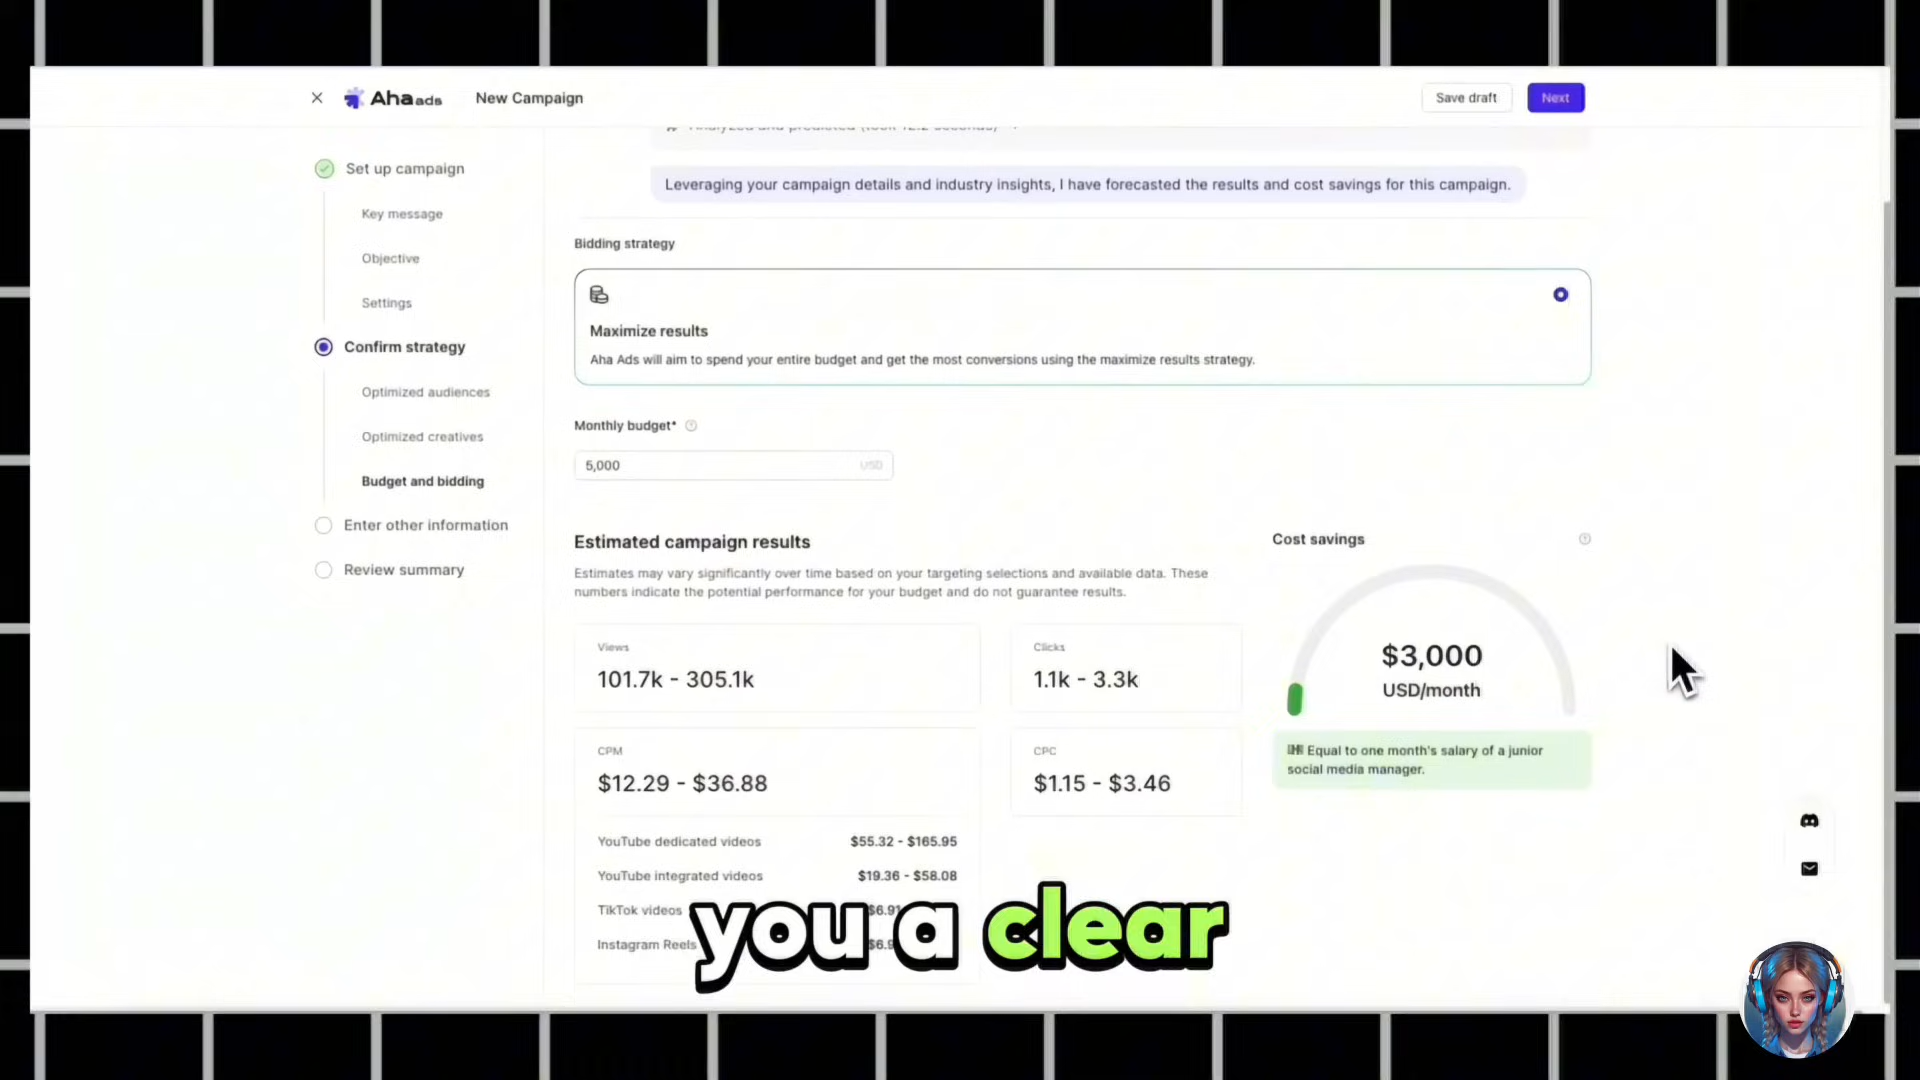 Aha ads
New Campaign
Save draft
Next
Set up campaign
Key message
Objective
Settings
Confirm strategy
Optimized audiences
Optimized creatives
Budget and bidding
Enter other information
Review summary
Analyzed and predicted (took 12.2 seconds)
Leveraging your campaign details and industry insights, I have forecasted the results and cost savings for this campaign.
Bidding strategy
Maximize results
Aha Ads will aim to spend your entire budget and get the most conversions using the maximize results strategy.
Monthly budget*
5,000 USD
Estimated campaign results
Estimates may vary significantly over time based on your targeting selections and available data. These
numbers indicate the potential performance for your budget and do not guarantee results.
Views
101.7k - 305.1k
Clicks
1.1k - 3.3k
CPM
$12.29 - $36.88
CPC
$1.15 - $3.46
YouTube dedicated videos $55.32 - $165.95
YouTube integrated videos $19.36 - $58.08
TikTok videos
Instagram Reels
Cost savings
$3,000
USD/month
Equal to one month's salary of a junior
social media manager.
you a clear